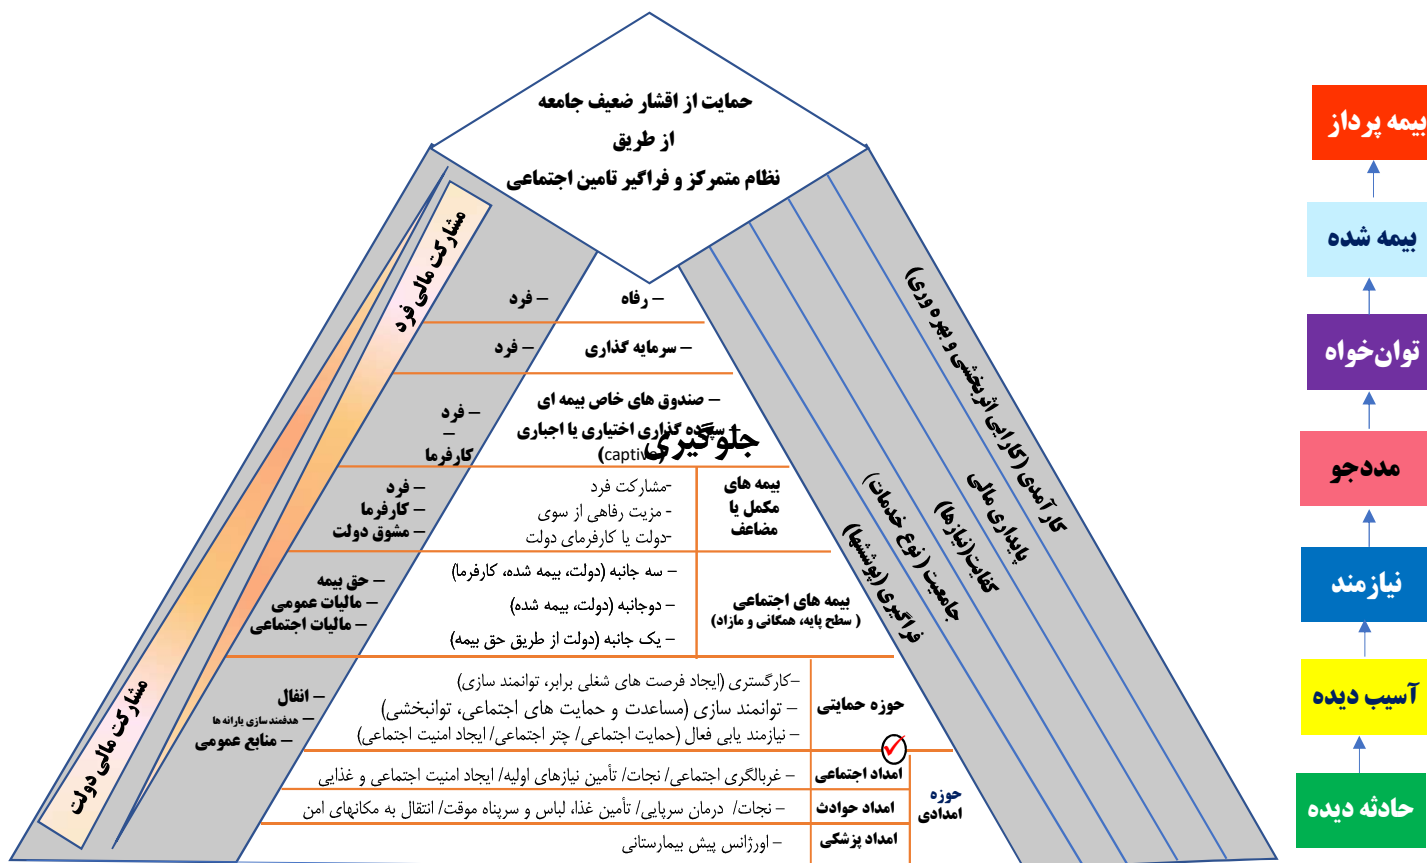 حمایت از اقشار ضعیف جامعه
از طریق
نظام متمرکز و فراگیر تامین اجتماعی
مشارکت مالی فرد
مشارکت مالی دولت
– رفاه
– فرد
– سرمایه گذاری
– فرد
– صندوق های خاص بیمه ای
– سپرده گذاری اختیاری یا اجباری
(captive)
جلوگیری
– فرد
–
کارفرما
بیمه های
مکمل یا
مضاعف
-مشارکت فرد
- مزیت رفاهی از سوی
-دولت یا کارفرمای دولت
– فرد
– کارفرما
– مشوق دولت
بیمه های اجتماعی
( سطح پایه، همگانی و مازاد)
– سه جانبه (دولت، بیمه شده، کارفرما)
– دوجانبه (دولت، بیمه شده)
– یک جانبه (دولت از طریق حق بیمه)
– حق بیمه
– مالیات عمومی
– مالیات اجتماعی
حوزه حمایتی
–کارگستری (ایجاد فرصت های شغلی برابر، توانمند سازی)
– توانمند سازی (مساعدت و حمایت های اجتماعی، توانبخشی)
– نیازمند یابی فعال (حمایت اجتماعی/ چتر اجتماعی/ ایجاد امنیت اجتماعی)
– انفال
– هدفمندسازی یارانه ها
– منابع عمومی
حوزه
امدادی
امداد اجتماعی
– غربالگری اجتماعی/ نجات/ تأمین نیازهای اولیه/ ایجاد امنیت اجتماعی و غذایی
امداد حوادث
– نجات/ درمان سرپایی/ تأمین غذا، لباس و سرپناه موقت/ انتقال به مکانهای امن
امداد پزشکی
– اورژانس پیش بیمارستانی
کارآمدی (کارایی اثربخشی و بهره وری)
پایداری مالی
کفایت(نیازها)
جامعیت ( نوع خدمات)
فراگیری (پوششها)
بیمه پرداز
بیمه شده
توان‌خواه
مددجو
نیازمند
آسیب دیده
حادثه دیده